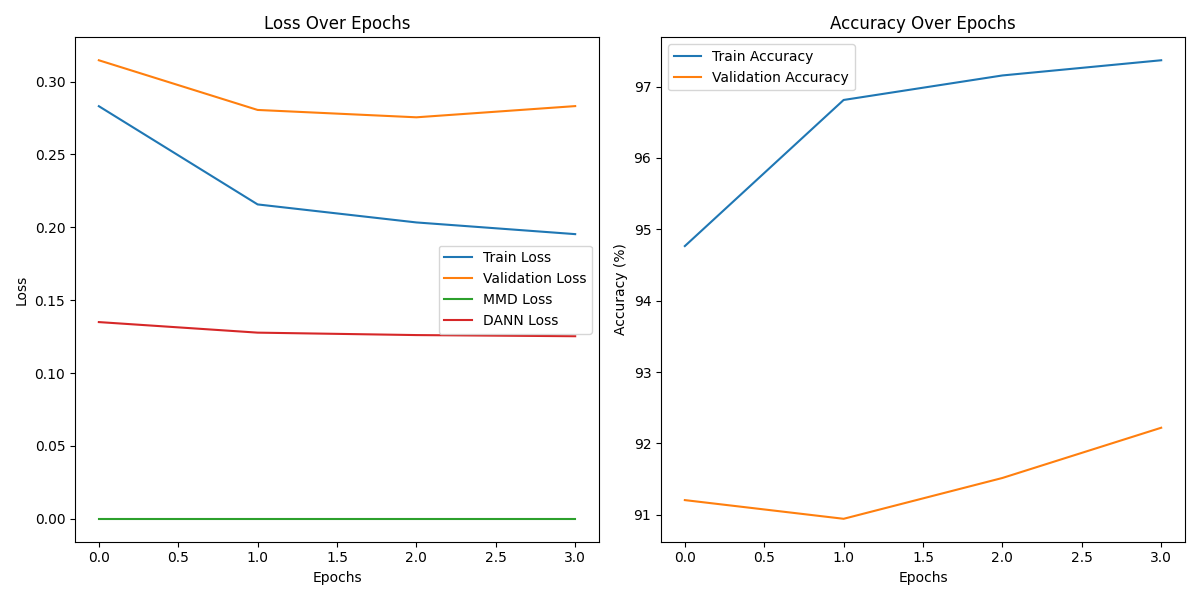 Loss Over Epochs
0.30
0.25
0.20
0.15
0.10
0.05
0.00
Loss
Train Loss
Validation Loss
MMD Loss
DANN Loss
0.0 0.5 1.0 1.5 2.0 2.5 3.0
Epochs
Accuracy Over Epochs
Train Accuracy
Validation Accuracy
97
96
95
94
93
92
91
Accuracy (%)
0.0 0.5 1.0 1.5 2.0 2.5 3.0
Epochs